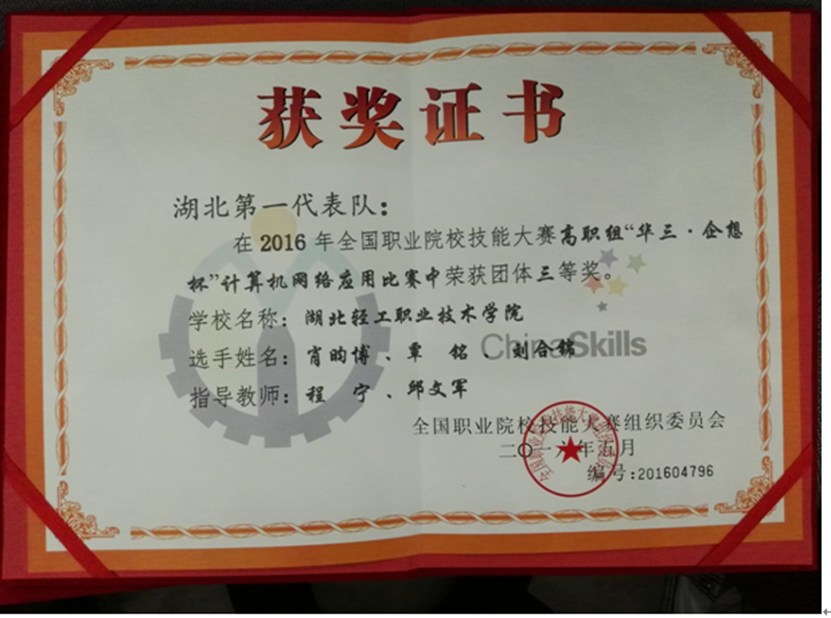 获奖证书
湖北第一代表队：
在 2016 年全国职业院校技能大赛高职组“华三·企想
杯”计算机网络应用比赛中荣获团体三等奖。
学校名称：湖北轻工职业技术学院
选手姓名：肖昀博、覃 铭、刘合锦
指导教师：程 宁、邱文军
ChinaSkills
全国职业院校技能大赛组织委员会
二〇一六年五月
编号:201604796